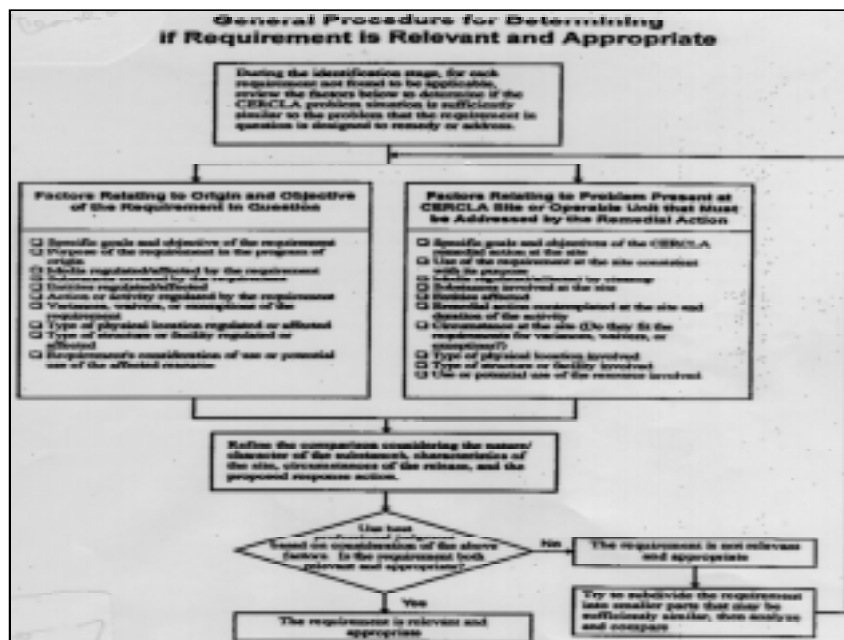 General Procedure for Determining
if Requirement is Relevant and Appropriate
During the identification stage, for each
requirement not found to be applicable,
review the factors below to determine if the
CERCLA problem situation is sufficiently
similar to the problem that the requirement in
question is designed to remedy or address.
Factors Relating to Origin and Objective
of the Requirement in Question
Specific goals and objective of the requirement
Purpose of the requirement in the program of
origin
Media regulated/affected by the requirement
Entities regulated/affected
Action or activity regulated by the requirement
Variances, waivers, or exemptions of the
requirement
Type of physical location regulated or affected
Type of structure or facility regulated or
affected
Requirement's consideration of use or potential
use of the affected resource
Factors Relating to Problem Present at
CERCLA Site or Operable Unit that Must
be Addressed by the Remedial Action
Specific goals and objectives of the CERCLA
remedial action at the site
Use of the requirement at the site consistent
with its purpose
Substances involved at the site
Entities affected
Remedial action contemplated at the site and
duration of the activity
Circumstance at the site (Do they fit the
requirements for variances, waivers, or
exemptions?)
Type of physical location involved
Type of structure or facility involved
Use or potential use of the resource involved
Refine the comparison considering the nature/
character of the substances, characteristics of
the site, circumstances of the release, and the
proposed response action.
Use best
based on consideration of the above
factors. Is the requirement both
relevant and appropriate?
No
The requirement is not relevant
and appropriate
Yes
Try to subdivide the requirement
into smaller parts that may be
sufficiently similar, then analyze
and compare
The requirement is relevant and
appropriate